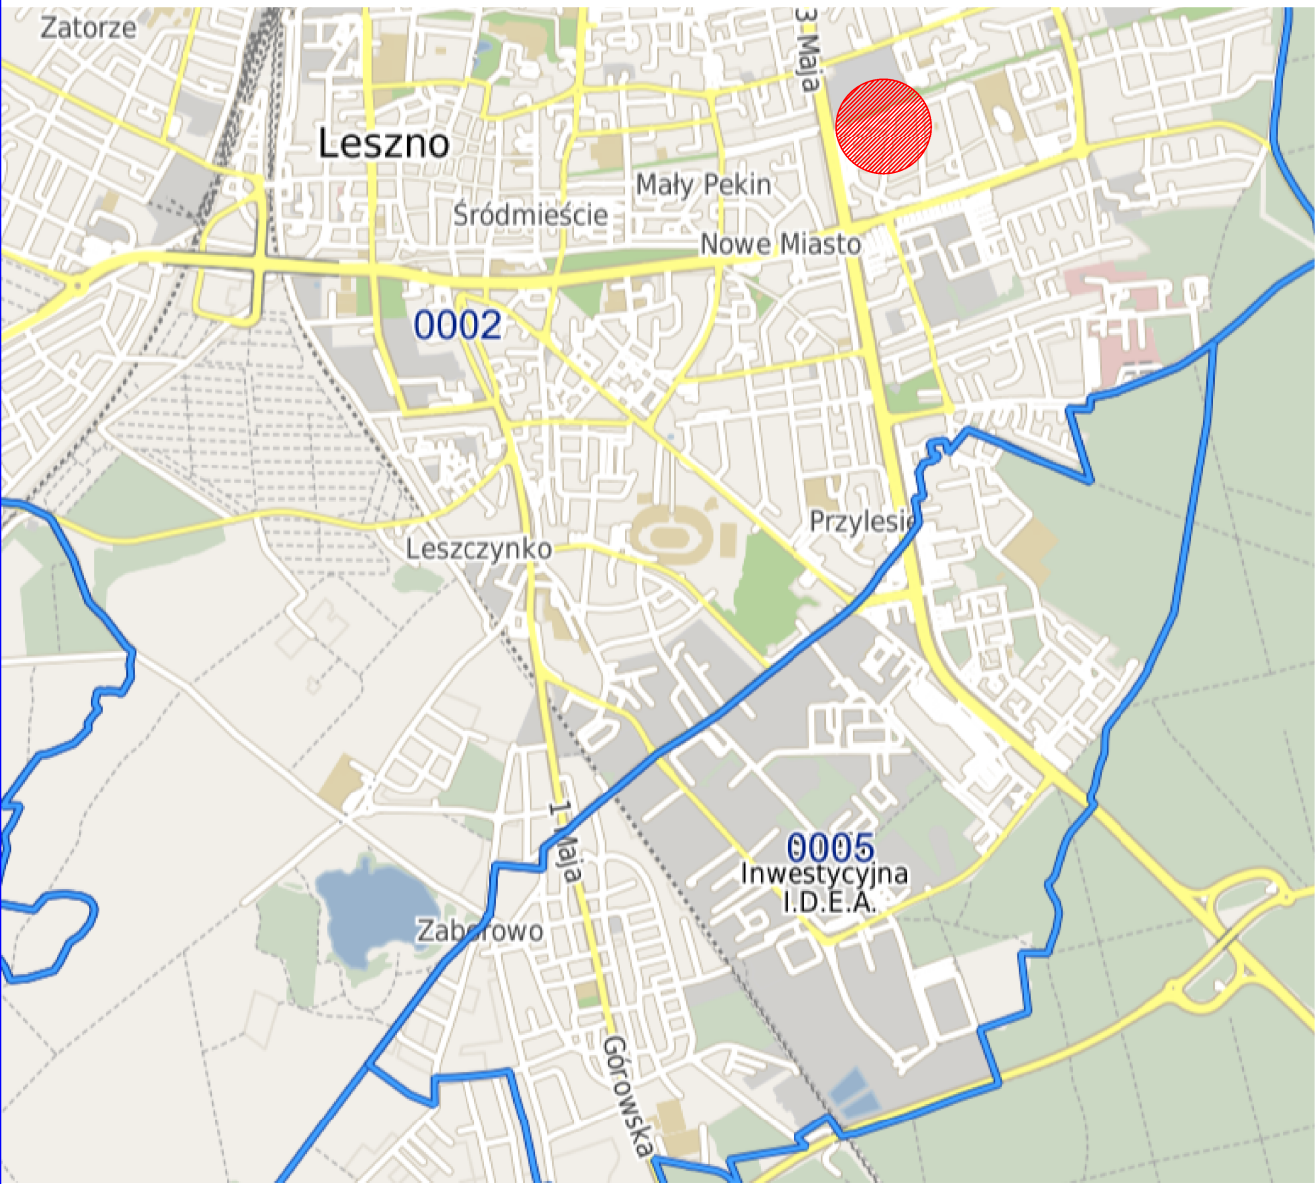 Zatorze
3 Maja
Leszno
Mały Pekin
Śródmieście
Nowe Miasto
0002
Przylesie
Leszczynko
1 Maja
0005
Inwestycyjna
I.D.E.A.
Zaborowo
Górowska